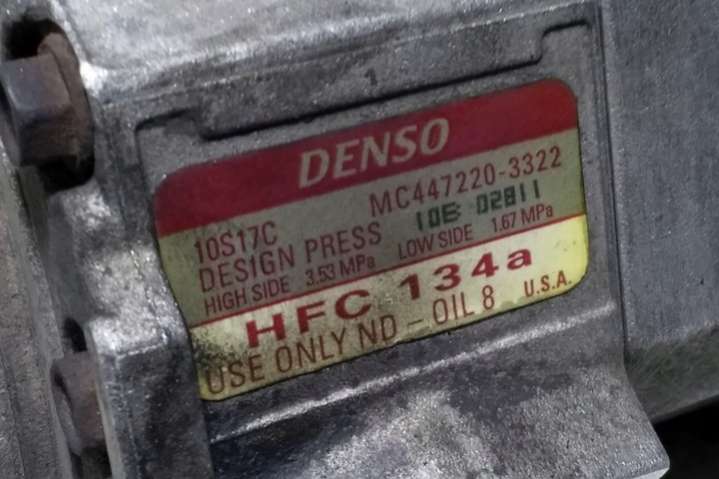 1
DENSO
10S17C MC447220-3322
DESIGN PRESS 10E 02811
HIGH SIDE 3.53 MPa LOW SIDE 1.67 MPa
HFC 134a
USE ONLY ND-OIL 8 U.S.A.